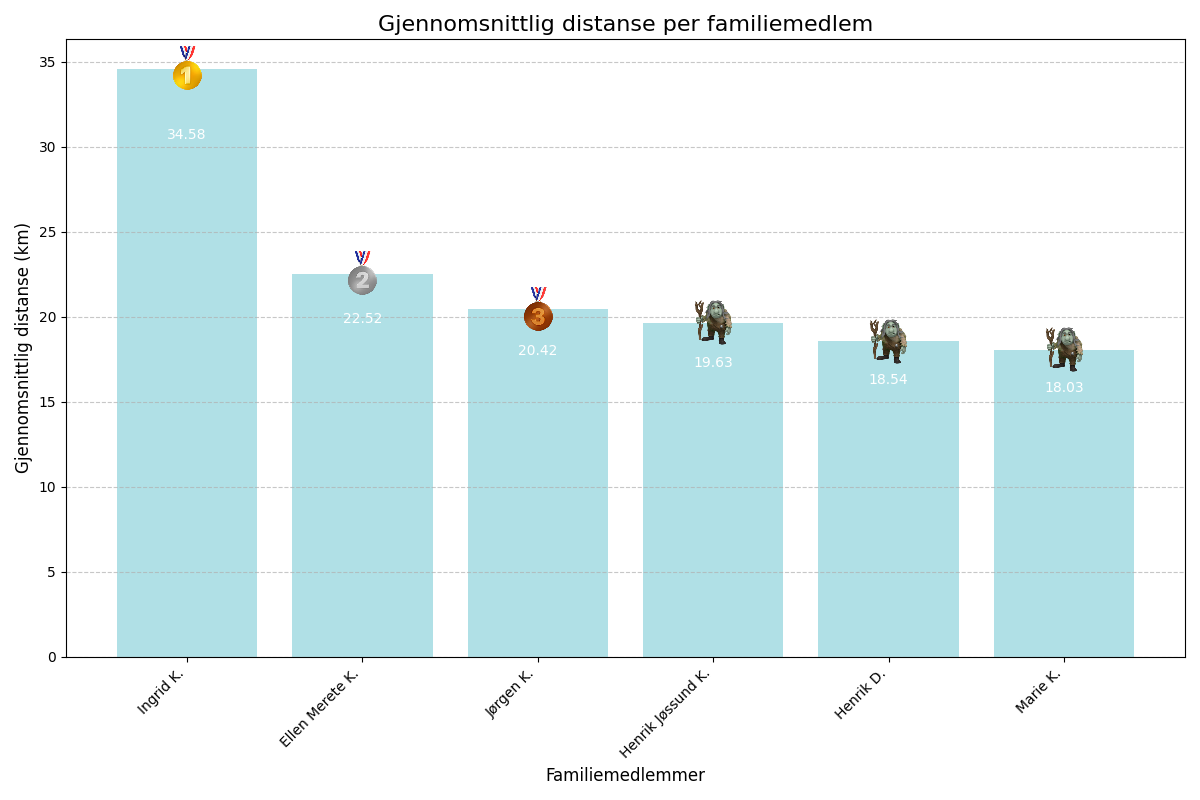 Gjennomsnittlig distanse per familiemedlem
Gjennomsnittlig distanse (km)
35
30
25
20
15
10
5
0
1
2
3
34.58
22.52
20.42
19.63
18.54
18.03
Ingrid K.
Ellen Merete K.
Jørgen K.
Henrik Jøssund K.
Henrik D.
Marie K.
Familiemedlemmer